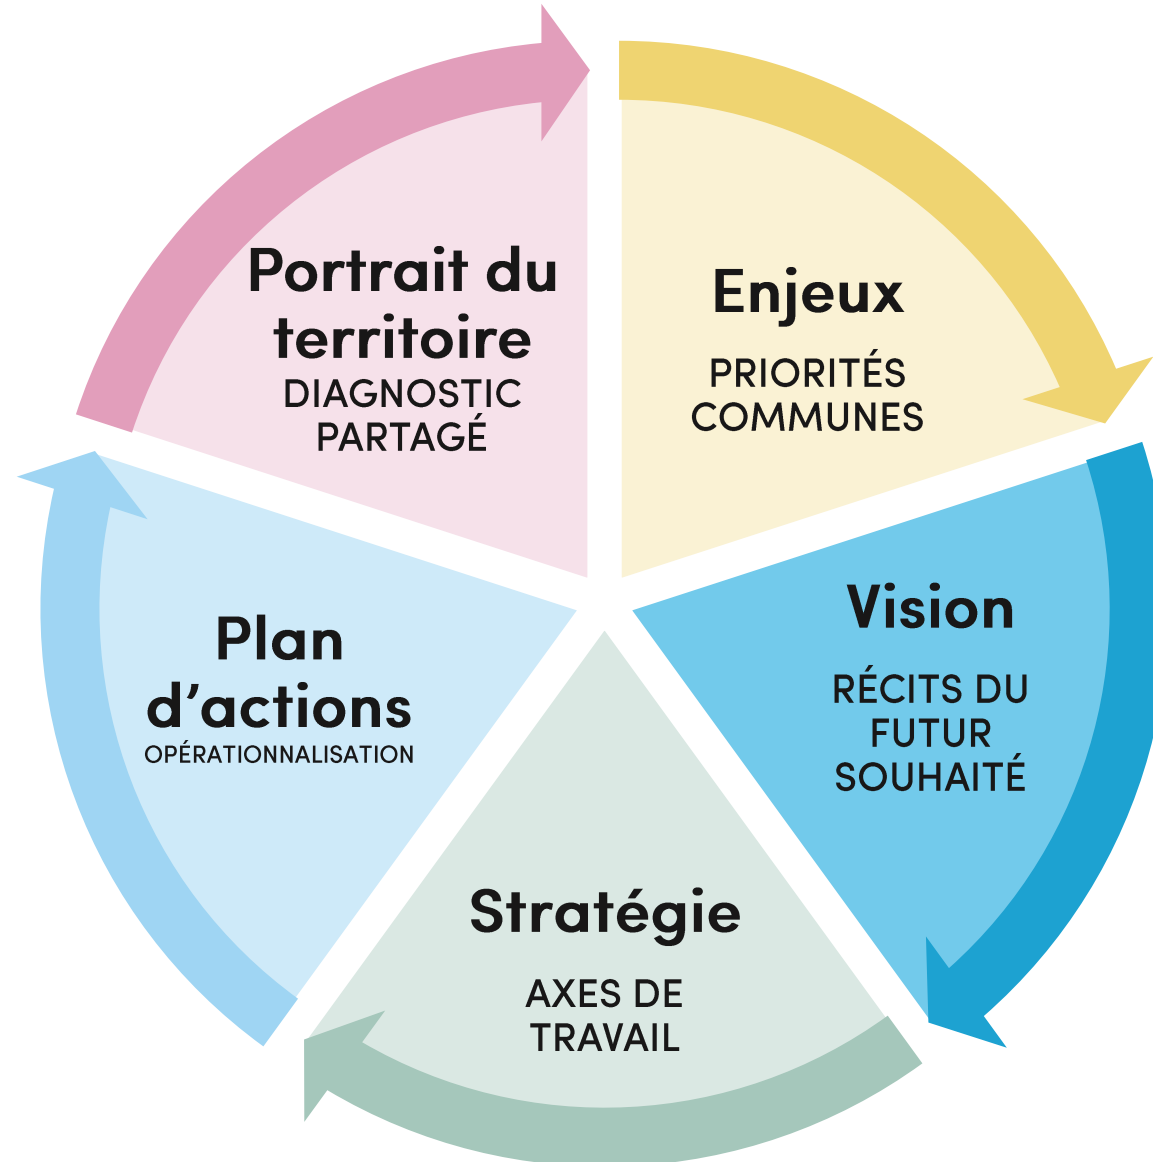 Portrait du
territoire
DIAGNOSTIC
PARTAGÉ
Enjeux
PRIORITÉS
COMMUNES
Vision
RÉCITS DU
FUTUR
SOUHAITÉ
Stratégie
AXES DE
TRAVAIL
Plan
d’actions
OPÉRATIONNALISATION